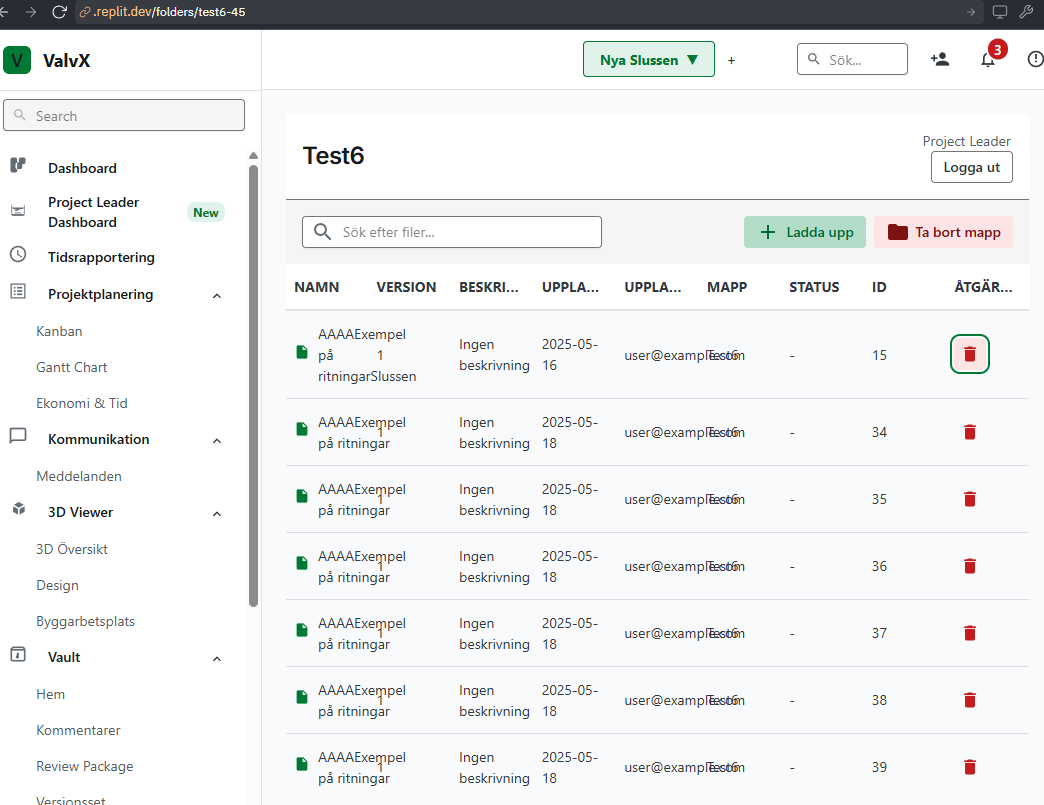 .replit.dev/folders/test6-45
V
ValvX
Nya Slussen ▼
+
Sök...
3
Search
Dashboard
Project Leader
Dashboard
New
Tidsrapportering
Projektplanering
Kanban
Gantt Chart
Ekonomi & Tid
Kommunikation
Meddelanden
3D Viewer
3D Översikt
Design
Byggarbetsplats
Vault
Hem
Kommentarer
Review Package
Versionsset
Test6
Project Leader
Logga ut
Sök efter filer...
Ladda upp
Ta bort mapp
NAMN VERSION BESKRI... UPPLA... UPPLA... MAPP STATUS ID ÅTGÄR...
AAAAExempel
på
ritningarSlussen
1
Ingen
beskrivning
2025-05-
16
user@example.com
Test6
-
15
AAAAExempel
på ritningar
1
Ingen
beskrivning
2025-05-
18
user@example.com
Test6
-
34
AAAAExempel
på ritningar
1
Ingen
beskrivning
2025-05-
18
user@example.com
Test6
-
35
AAAAExempel
på ritningar
1
Ingen
beskrivning
2025-05-
18
user@example.com
Test6
-
36
AAAAExempel
på ritningar
1
Ingen
beskrivning
2025-05-
18
user@example.com
Test6
-
37
AAAAExempel
på ritningar
1
Ingen
beskrivning
2025-05-
18
user@example.com
Test6
-
38
AAAAExempel
på ritningar
1
Ingen
beskrivning
2025-05-
18
user@example.com
Test6
-
39